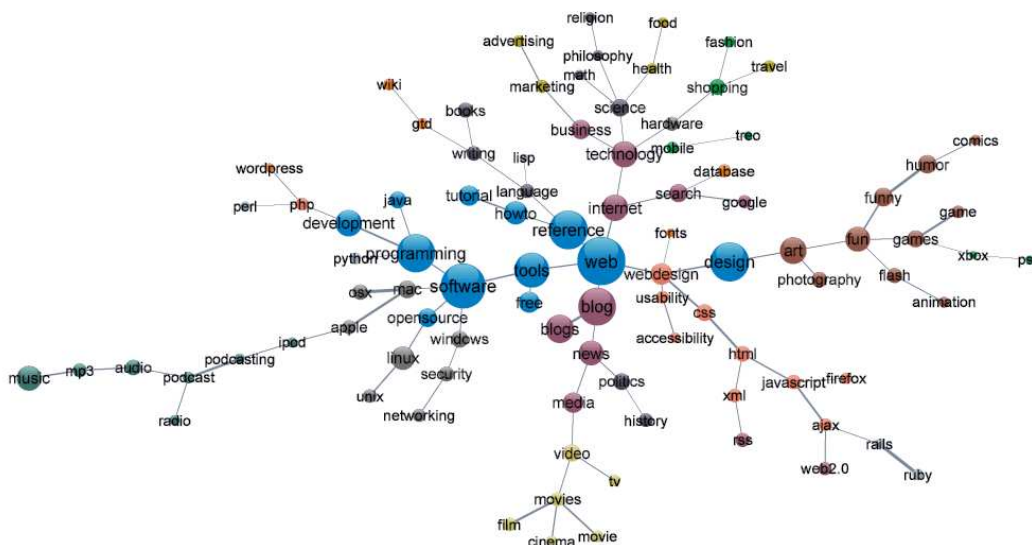 religion
food
advertising
philosophy
fashion
math
health
travel
wiki
marketing
shopping
books
science
gtd
business
hardware
treo
writing
technology
mobile
comics
lisp
humor
wordpress
database
language
search
java
tutorial
funny
perl
php
howto
internet
google
game
development
reference
fonts
fun
games
programming
web
design
art
xbox
python
tools
webdesign
photography
flash
software
osx
mac
free
usability
animation
opensource
blog
css
apple
windows
blogs
accessibility
ipod
linux
news
html
podcasting
music
mp3
audio
podcast
security
politics
javascript
firefox
unix
xml
media
radio
networking
history
ajax
rss
rails
web2.0
ruby
video
tv
movies
film
movie
cinema